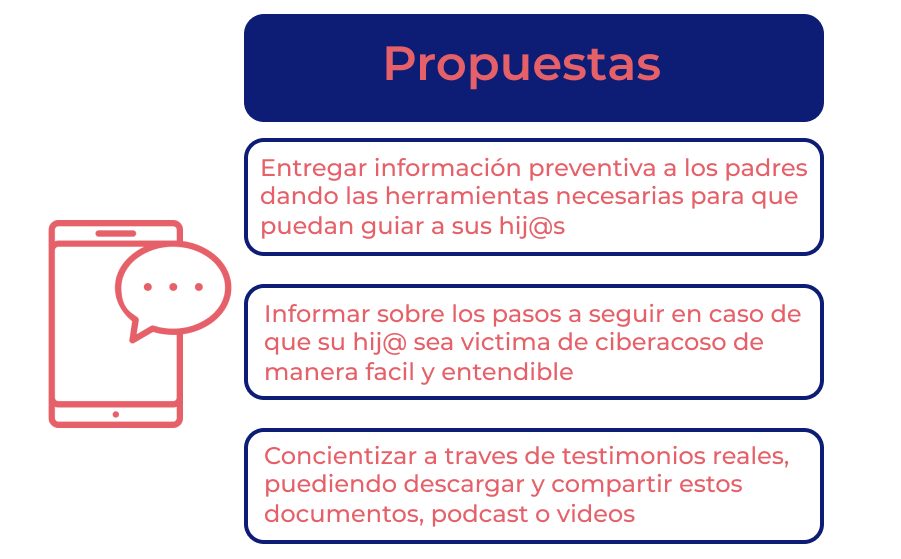 Propuestas
Entregar información preventiva a los padres
dando las herramientas necesarias para que
puedan guiar a sus hij@s
Informar sobre los pasos a seguir en caso de
que su hij@ sea victima de ciberacoso de
manera facil y entendible
Concientizar a traves de testimonios reales,
puediendo descargar y compartir estos
documentos, podcast o videos